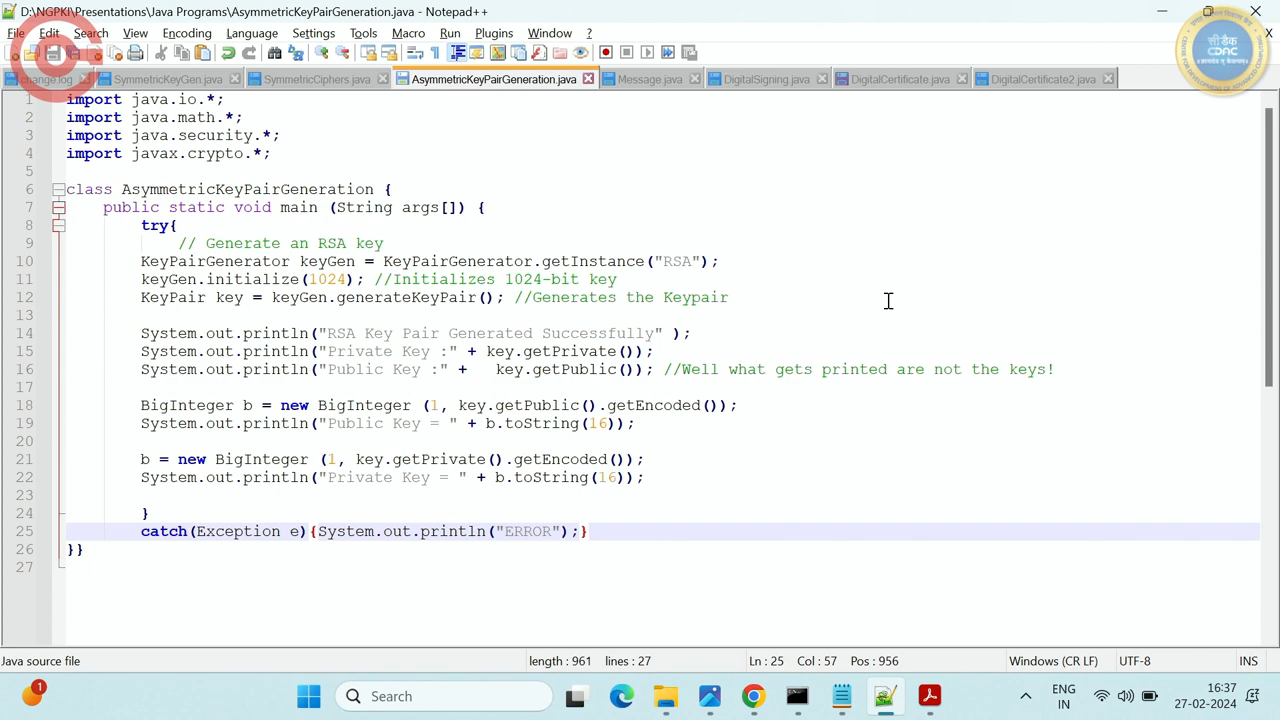 D:\NGPKI\Presentations\Java Programs\AsymmetricKeyPairGeneration.java - Notepad++
File Edit Search View Encoding Language Settings Tools Macro Run Plugins Window ?
change.log SymmetricKeyGen.java SymmetricCiphers.java AsymmetricKeyPairGeneration.java Message.java DigitalSigning.java DigitalCertificate.java DigitalCertificate2.java
सी डैक
CDAC
1 import java.io.*;
2 import java.math.*;
3 import java.security.*;
4 import javax.crypto.*;
5
6 class AsymmetricKeyPairGeneration {
7 public static void main (String args[]) {
8 try{
9 // Generate an RSA key
10 KeyPairGenerator keyGen = KeyPairGenerator.getInstance("RSA");
11 keyGen.initialize(1024); //Initializes 1024-bit key
12 KeyPair key = keyGen.generateKeyPair(); //Generates the Keypair
13
14 System.out.println("RSA Key Pair Generated Successfully" );
15 System.out.println("Private Key :" + key.getPrivate());
16 System.out.println("Public Key :" +   key.getPublic()); //Well what gets printed are not the keys!
17
18 BigInteger b = new BigInteger (1, key.getPublic().getEncoded());
19 System.out.println("Public Key = " + b.toString(16));
20
21 b = new BigInteger (1, key.getPrivate().getEncoded());
22 System.out.println("Private Key = " + b.toString(16));
23
24 }
25 catch(Exception e){System.out.println("ERROR");}
26 }}
27
Java source file length : 961 lines : 27 Ln : 25 Col : 57 Pos : 956 Windows (CR LF) UTF-8 INS
1 Search ENG 16:37
IN 27-02-2024